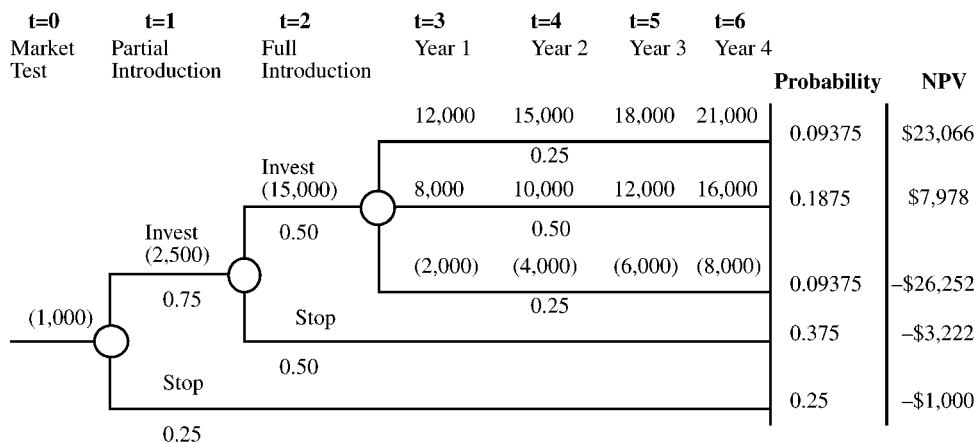 t=0 t=1 t=2 t=3 t=4 t=5 t=6
Market Partial Full Year 1 Year 2 Year 3 Year 4
Test Introduction Introduction
Probability NPV
12,000 15,000 18,000 21,000
0.09375 $23,066
0.25
Invest
(15,000) 8,000 10,000 12,000 16,000
0.1875 $7,978
0.50 0.50
Invest
(2,500) (2,000) (4,000) (6,000) (8,000)
0.09375 –$26,252
0.75 0.25
(1,000) Stop
0.375 –$3,222
0.50
Stop
0.25 –$1,000
0.25